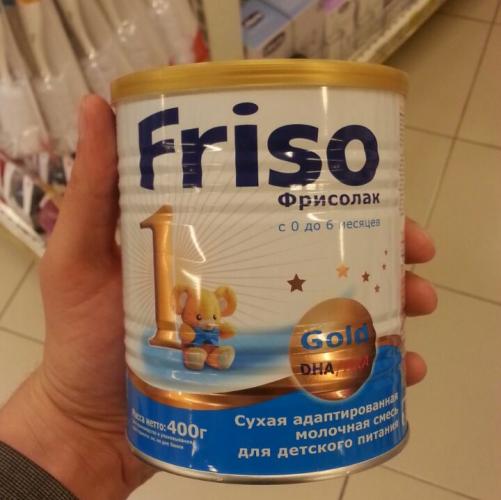 Friso
Фрисолак
с 0 до 6 месяцев
1
Gold
DHA,
Масса нетто: 400г
Сухая адаптированная
молочная смесь
для детского питания